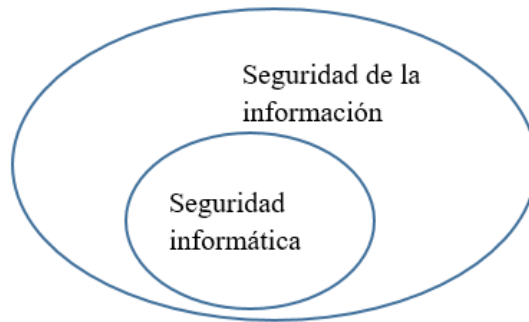 Seguridad de la
información
Seguridad
informática